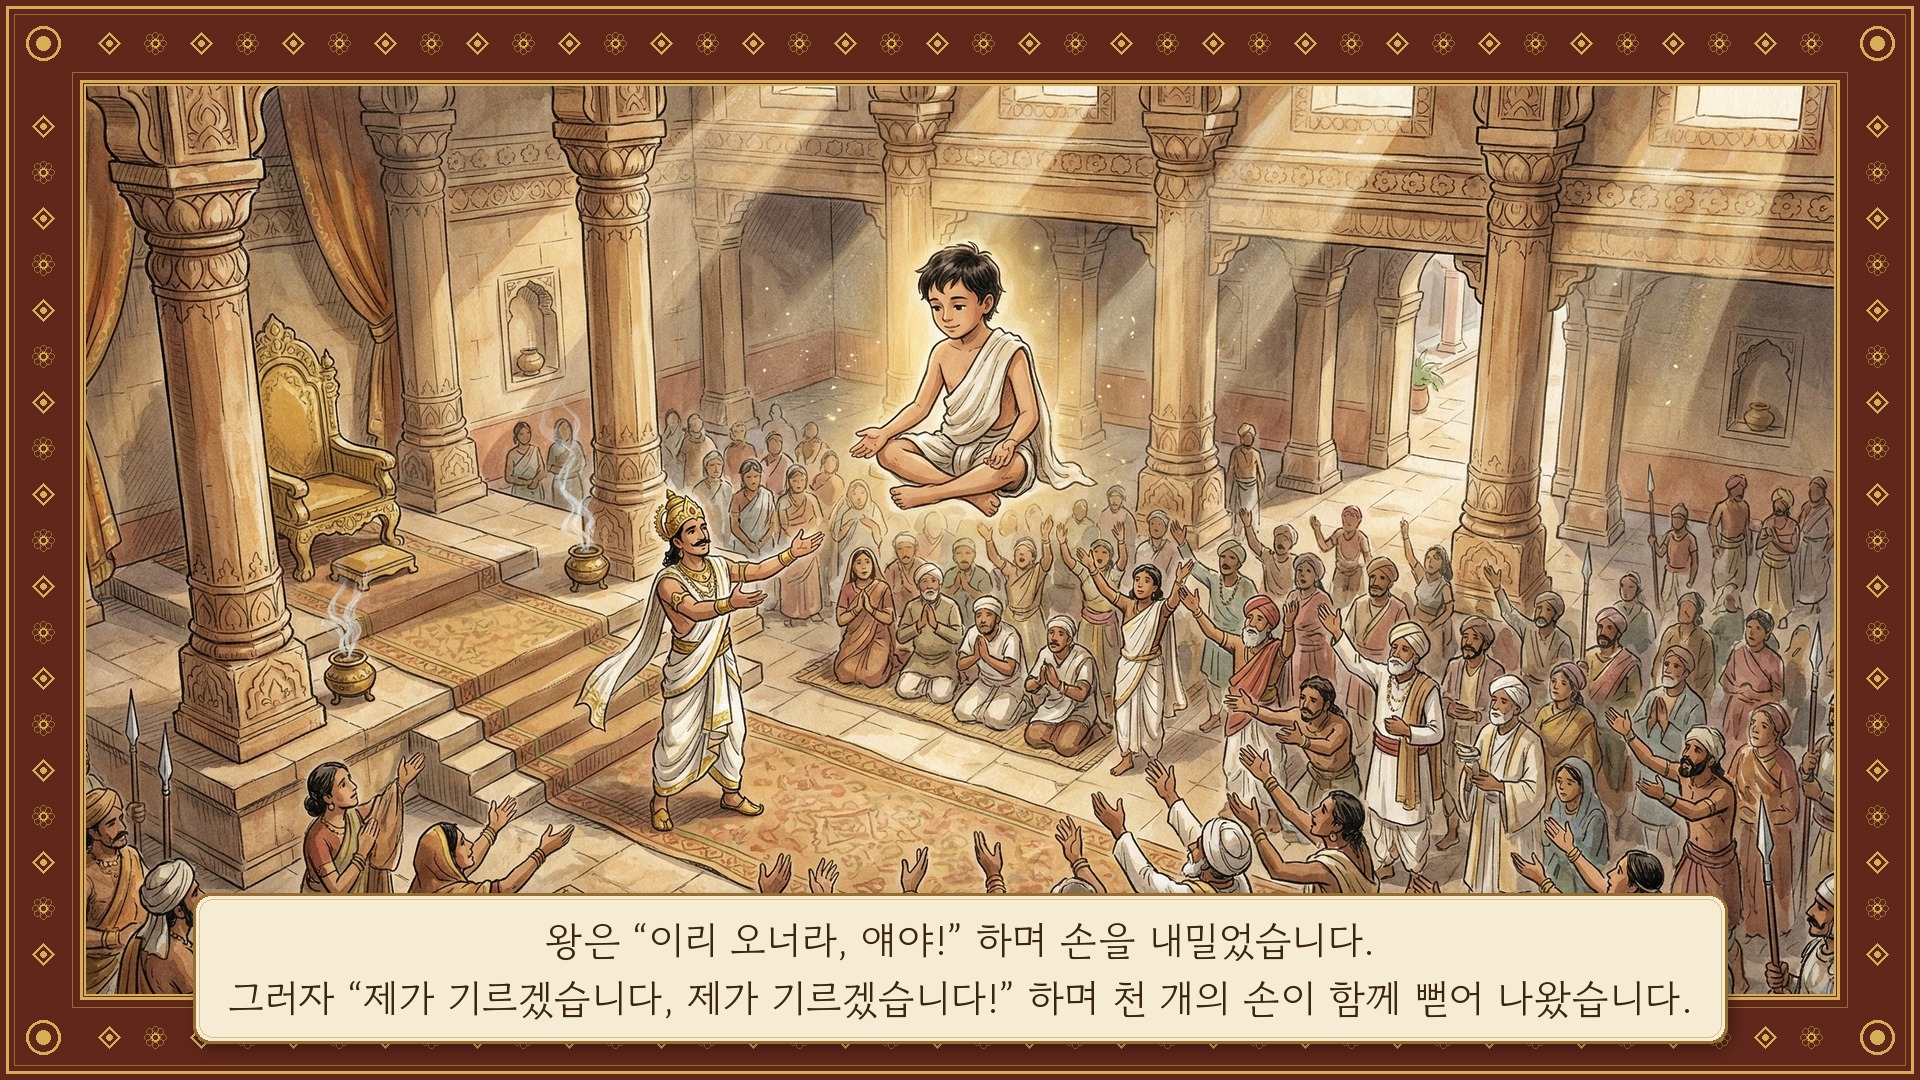 왕은 “이리 오너라, 얘야!” 하며 손을 내밀었습니다.
그러자 “제가 기르겠습니다, 제가 기르겠습니다!” 하며 천 개의 손이 함께 뻗어 나왔습니다.